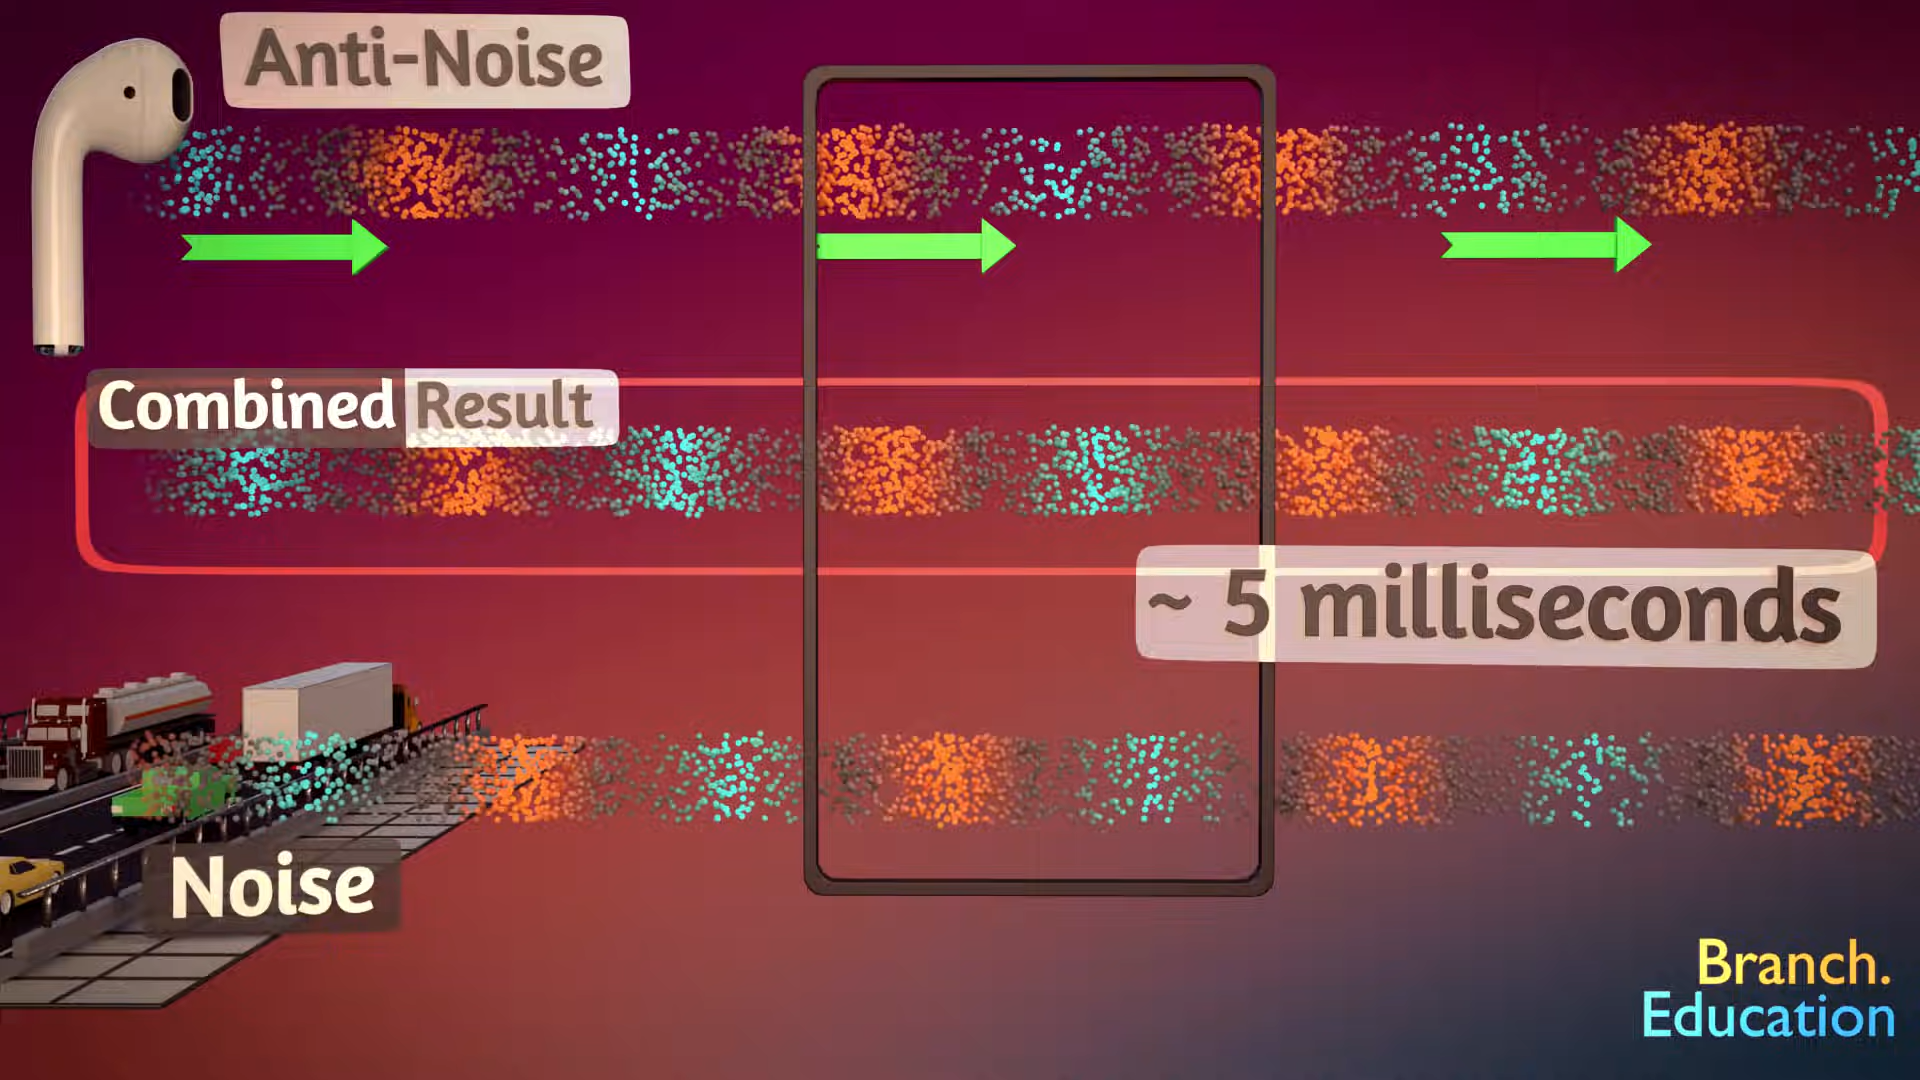 Anti-Noise
Combined Result
~ 5 milliseconds
Noise
Branch.
Education